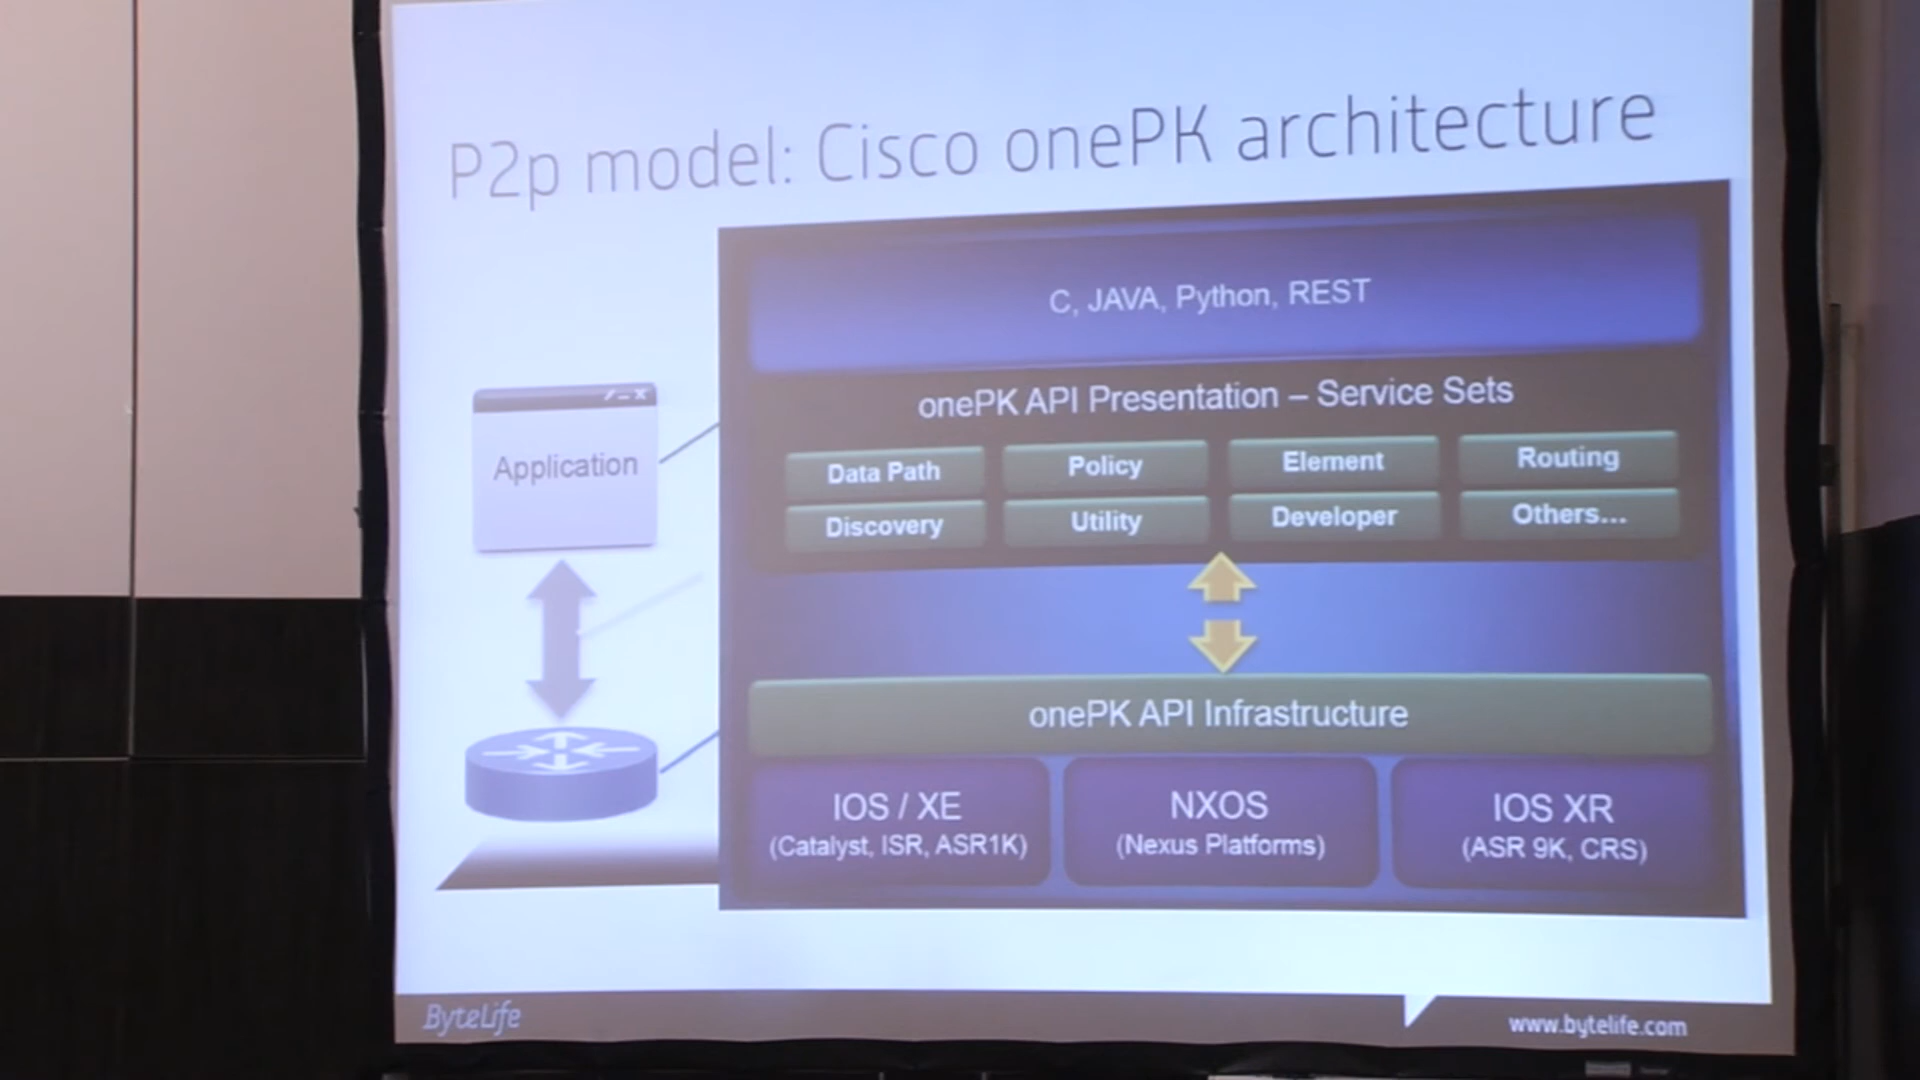 P2p model: Cisco onePK architecture
C, JAVA, Python, REST
onePK API Presentation – Service Sets
Application
Data Path
Policy
Element
Routing
Discovery
Utility
Developer
Others...
onePK API Infrastructure
IOS / XE
(Catalyst, ISR, ASR1K)
NXOS
(Nexus Platforms)
IOS XR
(ASR 9K, CRS)
ByteLife
www.bytelife.com